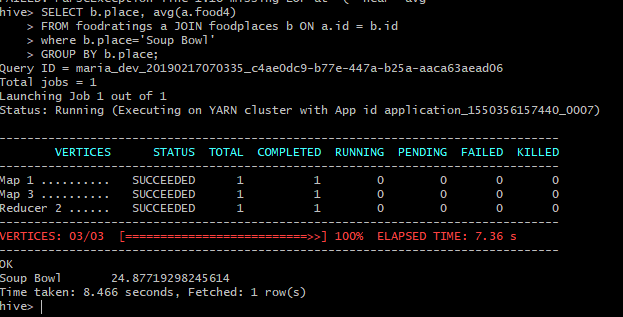 FAILED: ParseException line 1:16 missing EOF at '(' near 'avg'
hive> SELECT b.place, avg(a.food4)
    > FROM foodratings a JOIN foodplaces b ON a.id = b.id
    > where b.place='Soup Bowl'
    > GROUP BY b.place;
Query ID = maria_dev_20190217070335_c4ae0dc9-b77e-447a-b25a-aaca63aead06
Total jobs = 1
Launching Job 1 out of 1
Status: Running (Executing on YARN cluster with App id application_1550356157440_0007)
--------------------------------------------------------------------------------
        VERTICES      STATUS  TOTAL  COMPLETED  RUNNING  PENDING  FAILED  KILLED
--------------------------------------------------------------------------------
Map 1 ..........   SUCCEEDED      1          1        0        0       0       0
Map 3 ..........   SUCCEEDED      1          1        0        0       0       0
Reducer 2 ......   SUCCEEDED      1          1        0        0       0       0
--------------------------------------------------------------------------------
VERTICES: 03/03  [==========================>>] 100%  ELAPSED TIME: 7.36 s
--------------------------------------------------------------------------------
OK
Soup Bowl       24.87719298245614
Time taken: 8.466 seconds, Fetched: 1 row(s)
hive>